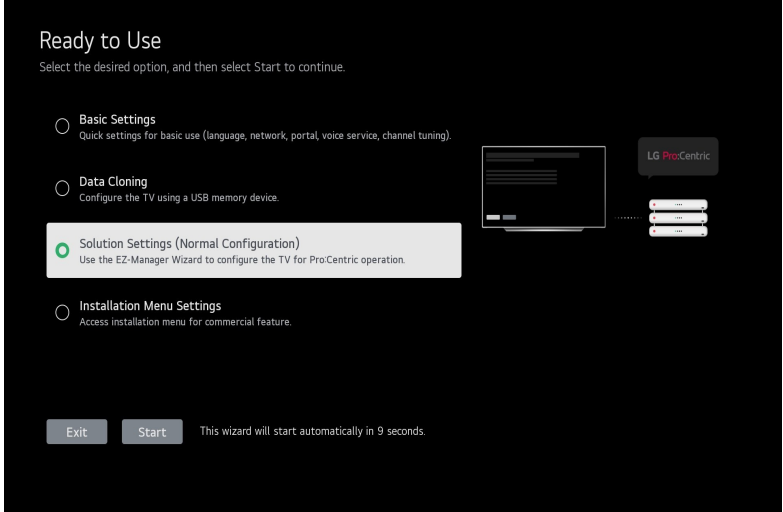 Ready to Use
Select the desired option, and then select Start to continue.
Basic Settings
Quick settings for basic use (language, network, portal, voice service, channel tuning).
Data Cloning
Configure the TV using a USB memory device.
Solution Settings (Normal Configuration)
Use the EZ-Manager Wizard to configure the TV for Pro:Centric operation.
Installation Menu Settings
Access installation menu for commercial feature.
LG Pro:Centric
Exit
Start
This wizard will start automatically in 9 seconds.